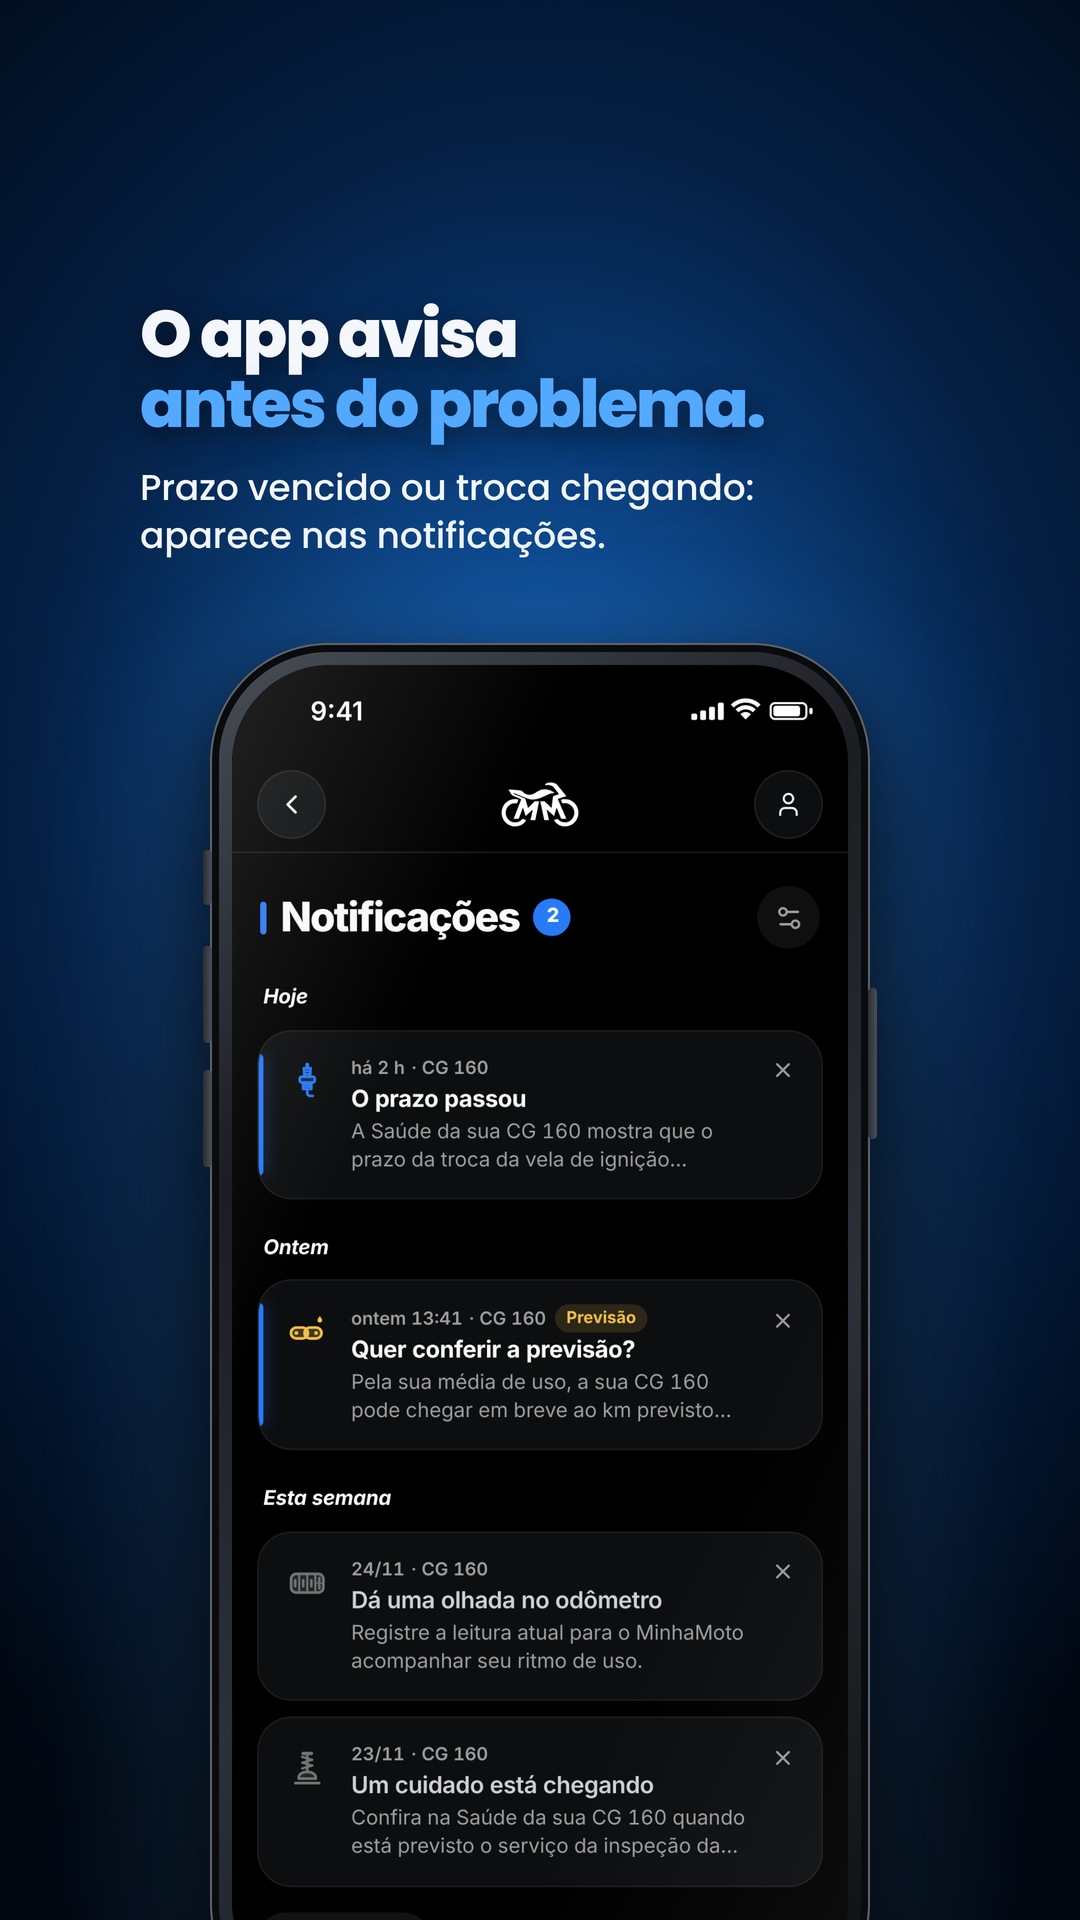 O app avisa
antes do problema.
Prazo vencido ou troca chegando:
aparece nas notificações.
9:41
MM
Notificações 2
Hoje
há 2 h · CG 160
O prazo passou
A Saúde da sua CG 160 mostra que o
prazo da troca da vela de ignição...
Ontem
ontem 13:41 · CG 160 Previsão
Quer conferir a previsão?
Pela sua média de uso, a sua CG 160
pode chegar em breve ao km previsto...
Esta semana
24/11 · CG 160
Dá uma olhada no odômetro
Registre a leitura atual para o MinhaMoto
acompanhar seu ritmo de uso.
23/11 · CG 160
Um cuidado está chegando
Confira na Saúde da sua CG 160 quando
está previsto o serviço da inspeção da...